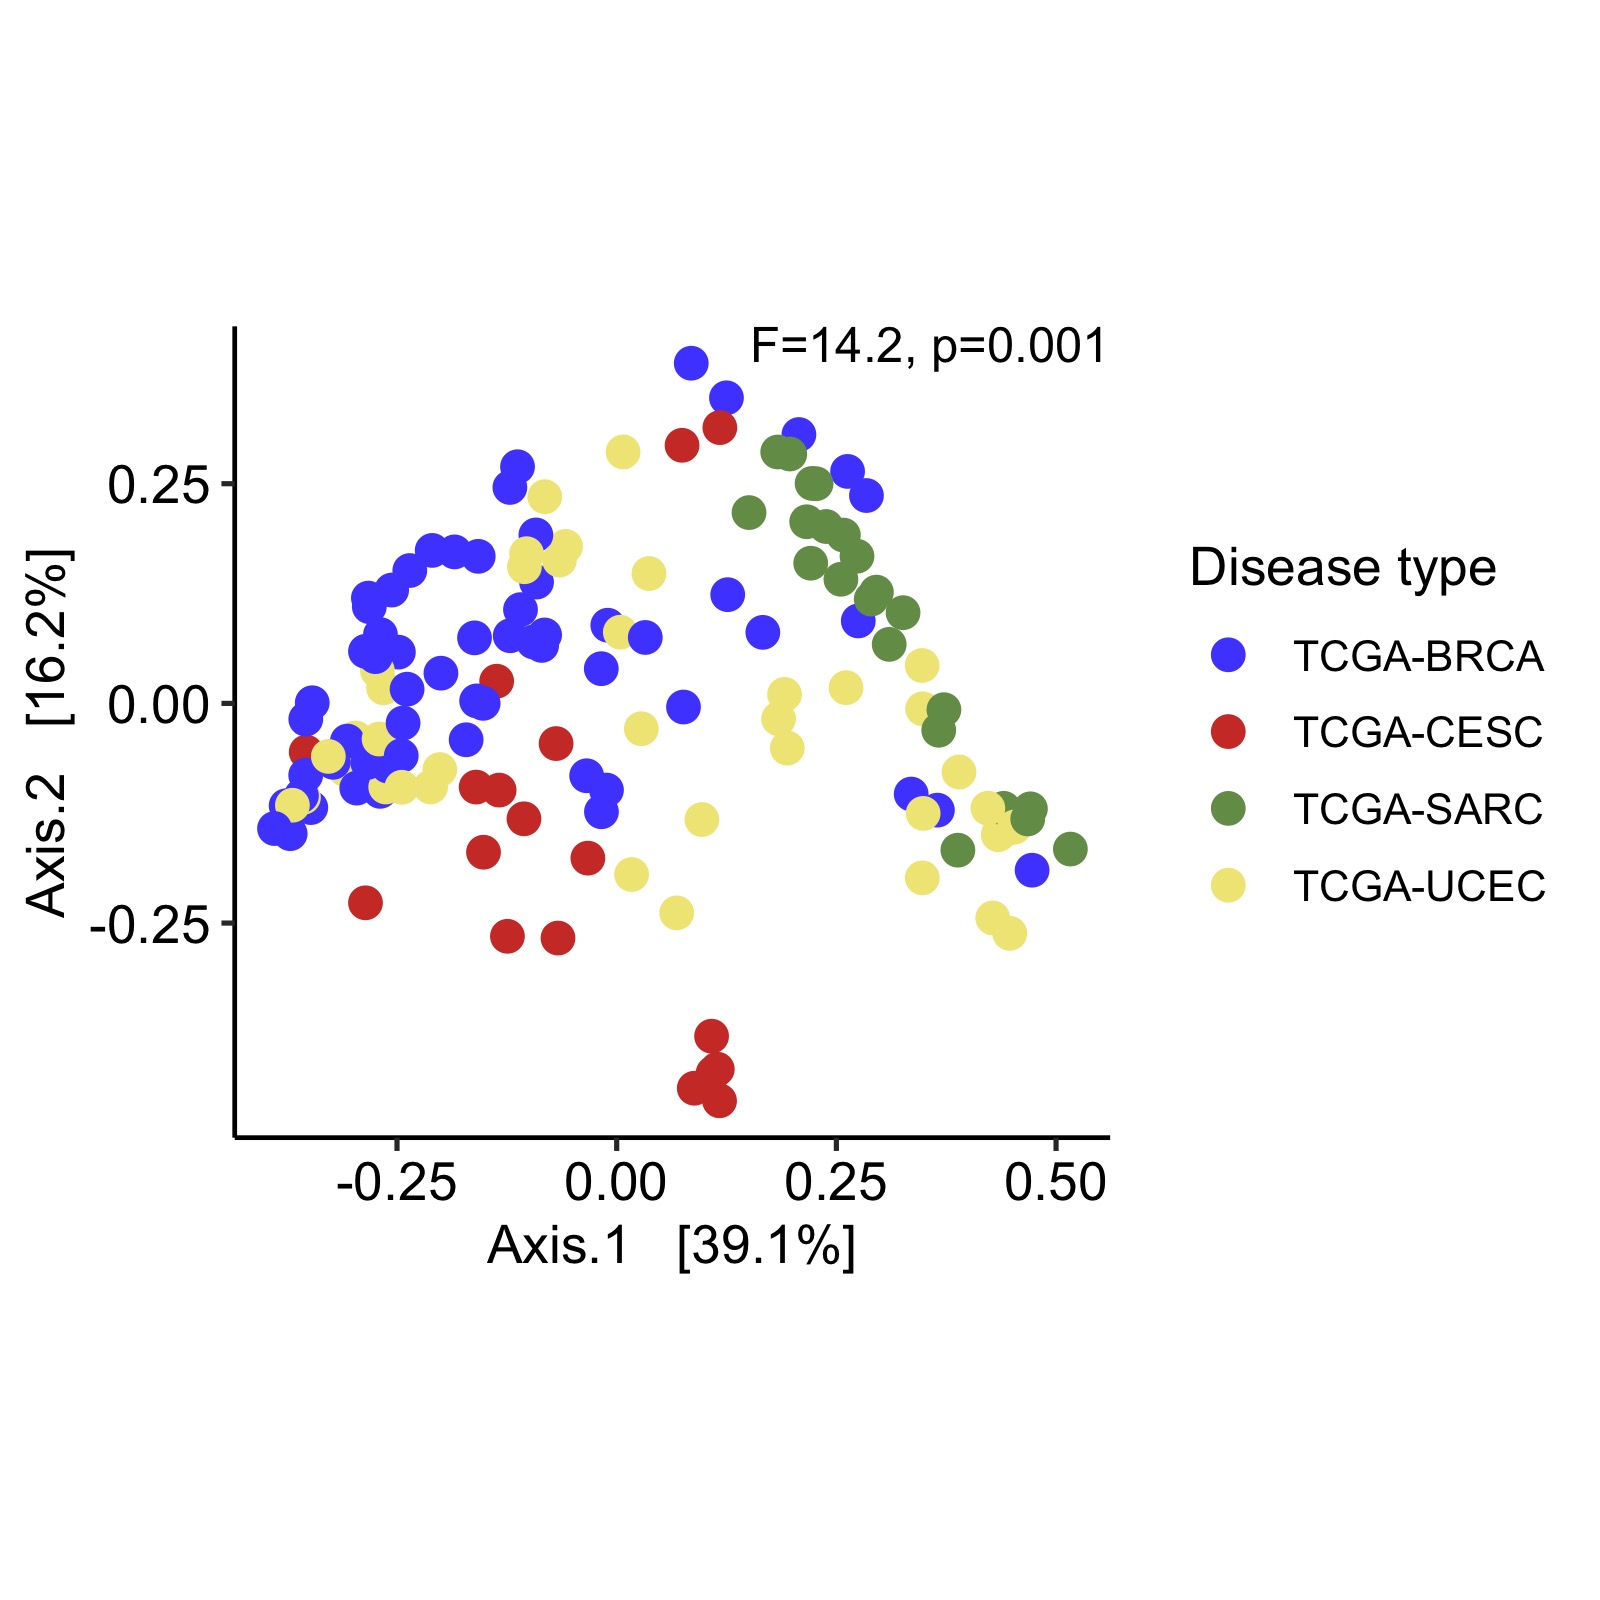 F=14.2, p=0.001
0.25
0.00
-0.25
Axis.2 [16.2%]
-0.25 0.00 0.25 0.50
Axis.1 [39.1%]
Disease type
TCGA-BRCA
TCGA-CESC
TCGA-SARC
TCGA-UCEC